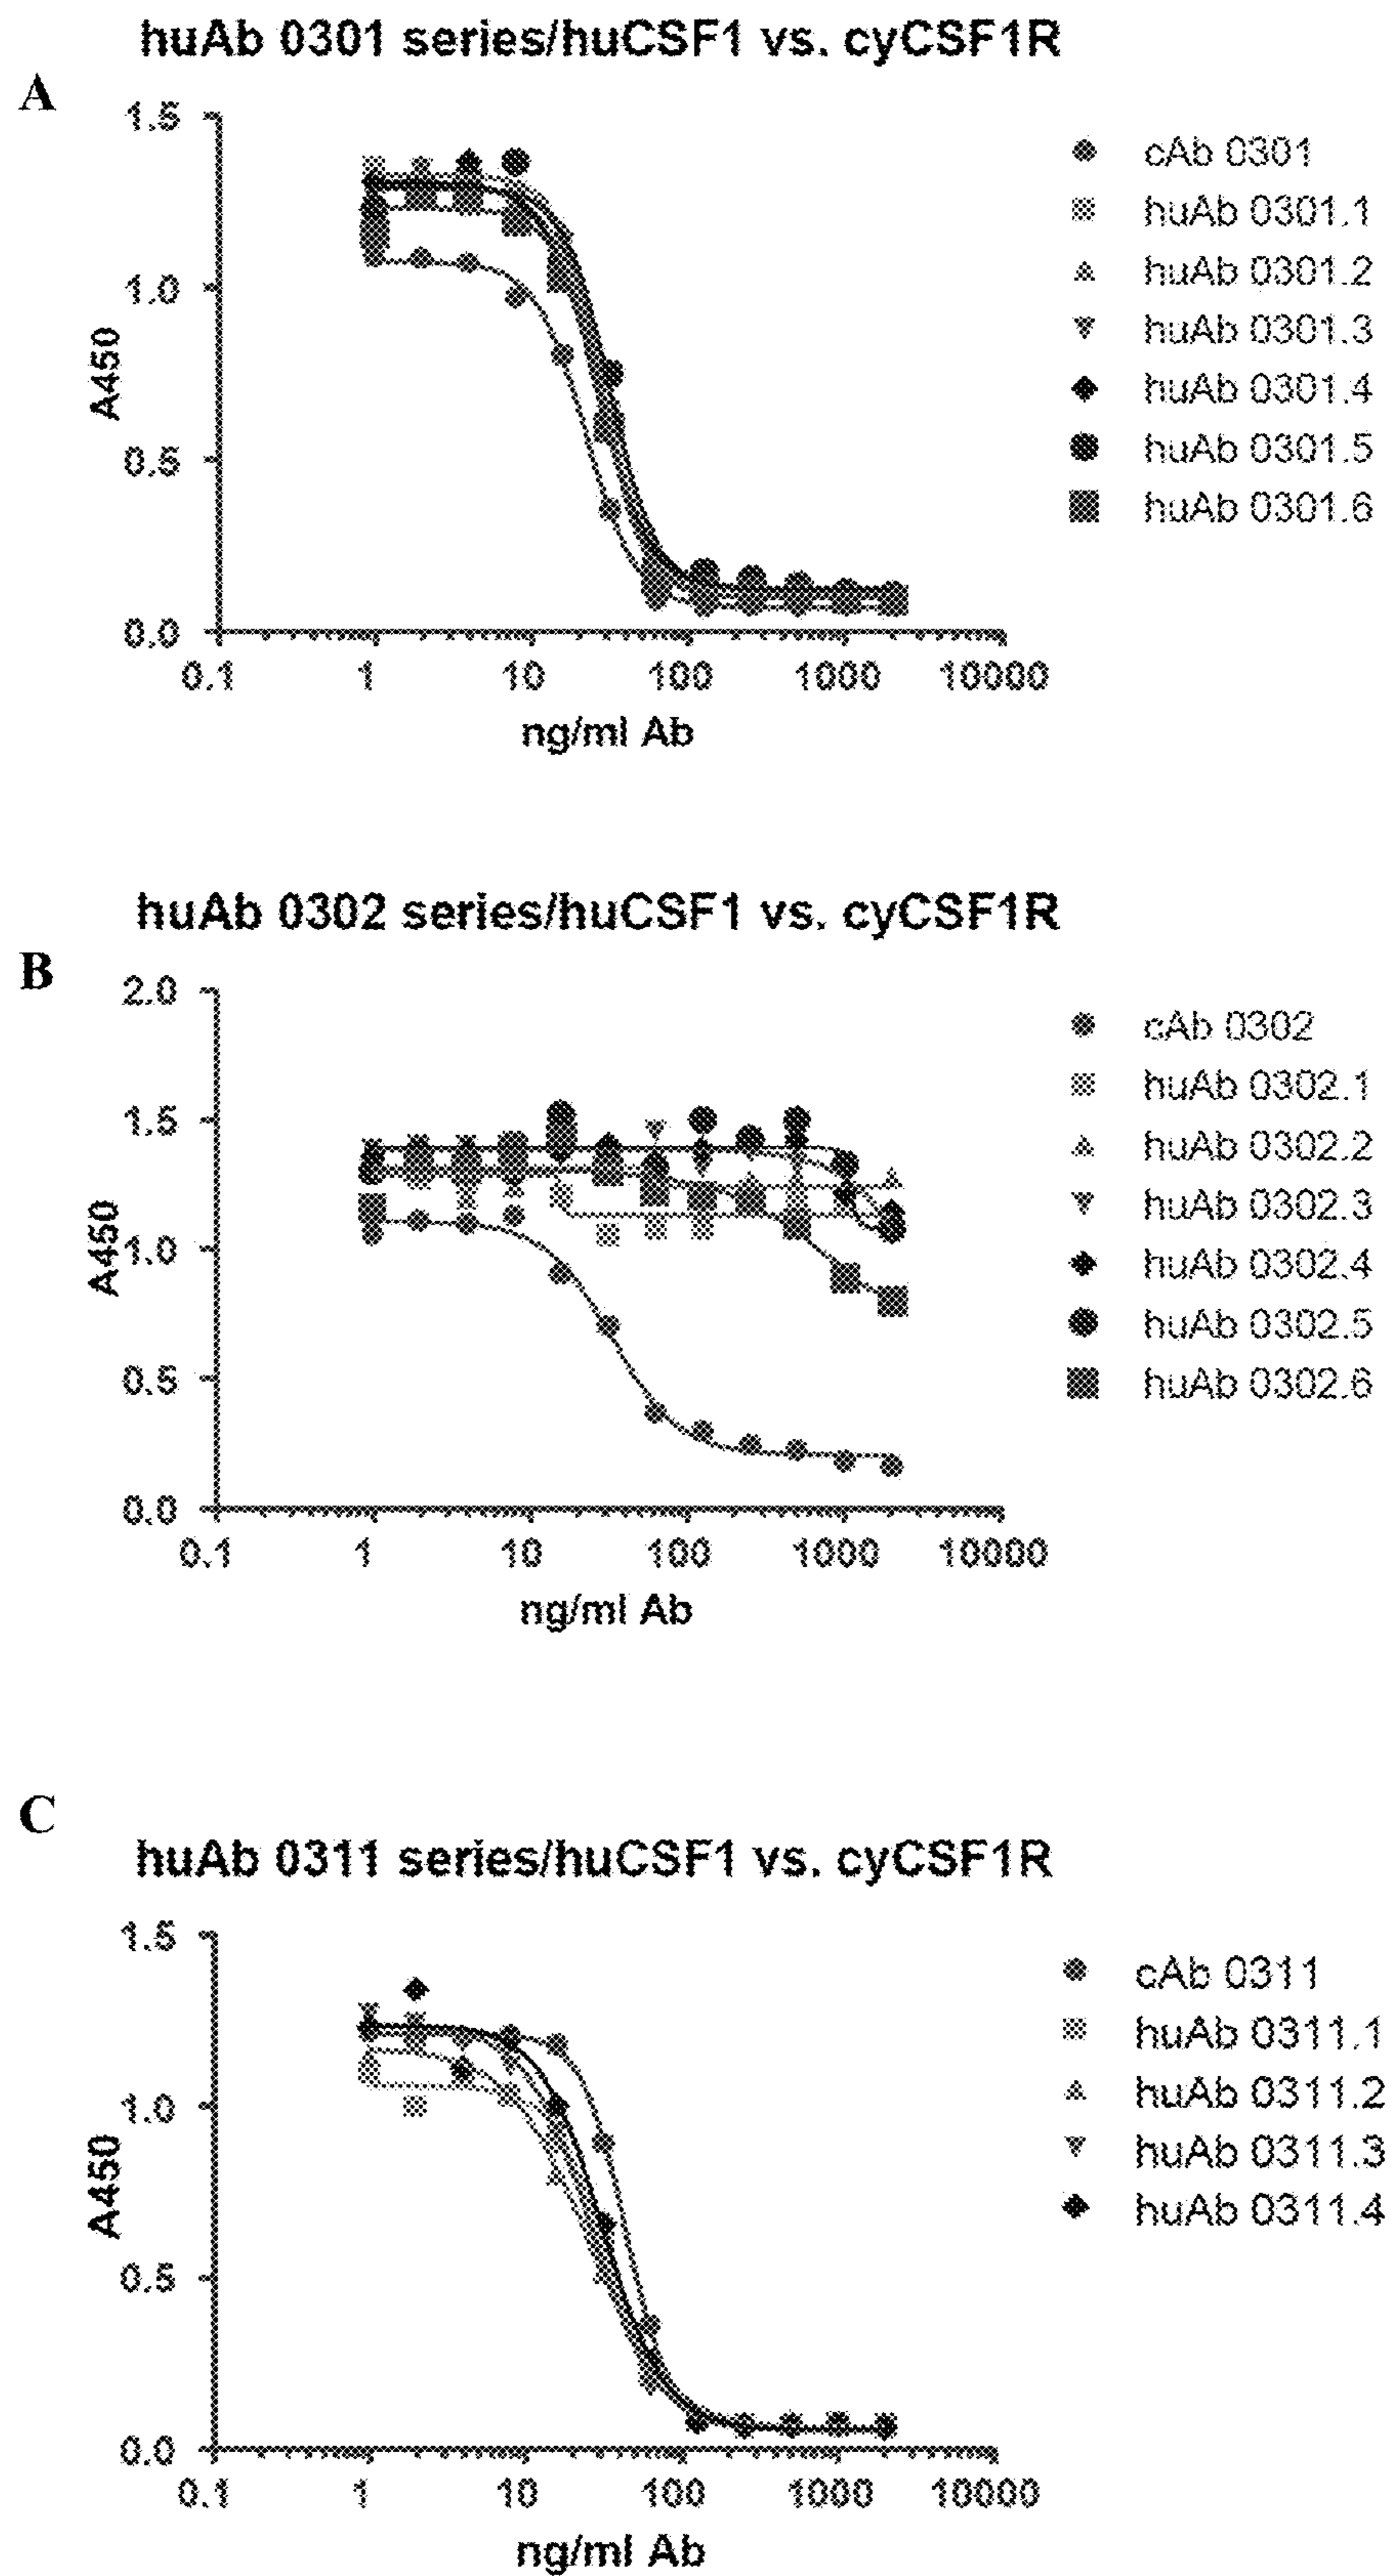 huAb 0301 series/huCSF1 vs. cyCSF1R
A
1.5
1.0
0.5
0.0
A450
0.1 1 10 100 1000 10000
ng/ml Ab
cAb 0301
huAb 0301.1
huAb 0301.2
huAb 0301.3
huAb 0301.4
huAb 0301.5
huAb 0301.6
huAb 0302 series/huCSF1 vs. cyCSF1R
B
2.0
1.5
1.0
0.5
0.0
A450
0.1 1 10 100 1000 10000
ng/ml Ab
cAb 0302
huAb 0302.1
huAb 0302.2
huAb 0302.3
huAb 0302.4
huAb 0302.5
huAb 0302.6
C
huAb 0311 series/huCSF1 vs. cyCSF1R
1.5
1.0
0.5
0.0
A450
0.1 1 10 100 1000 10000
ng/ml Ab
cAb 0311
huAb 0311.1
huAb 0311.2
huAb 0311.3
huAb 0311.4